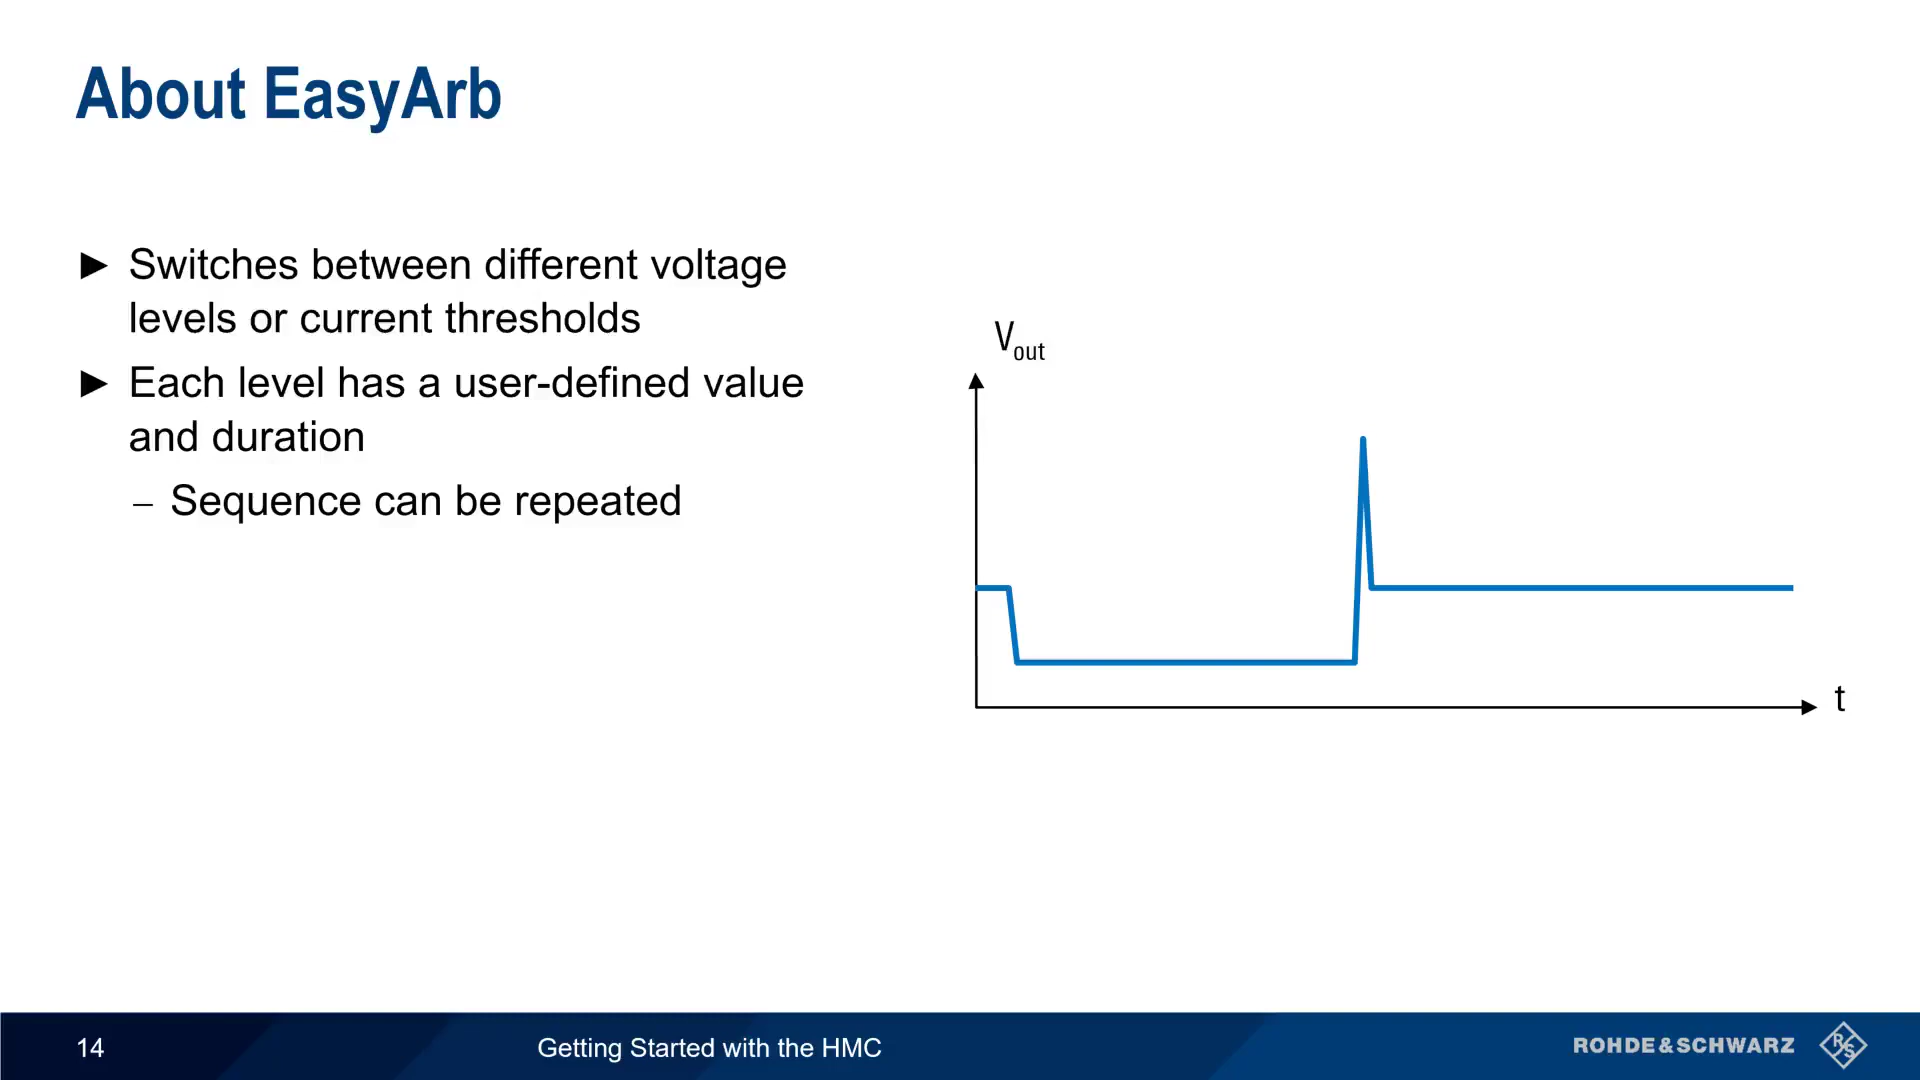 About EasyArb
► Switches between different voltage
levels or current thresholds
► Each level has a user-defined value
and duration
– Sequence can be repeated
Vout
t
14
Getting Started with the HMC
ROHDE&SCHWARZ
R&S